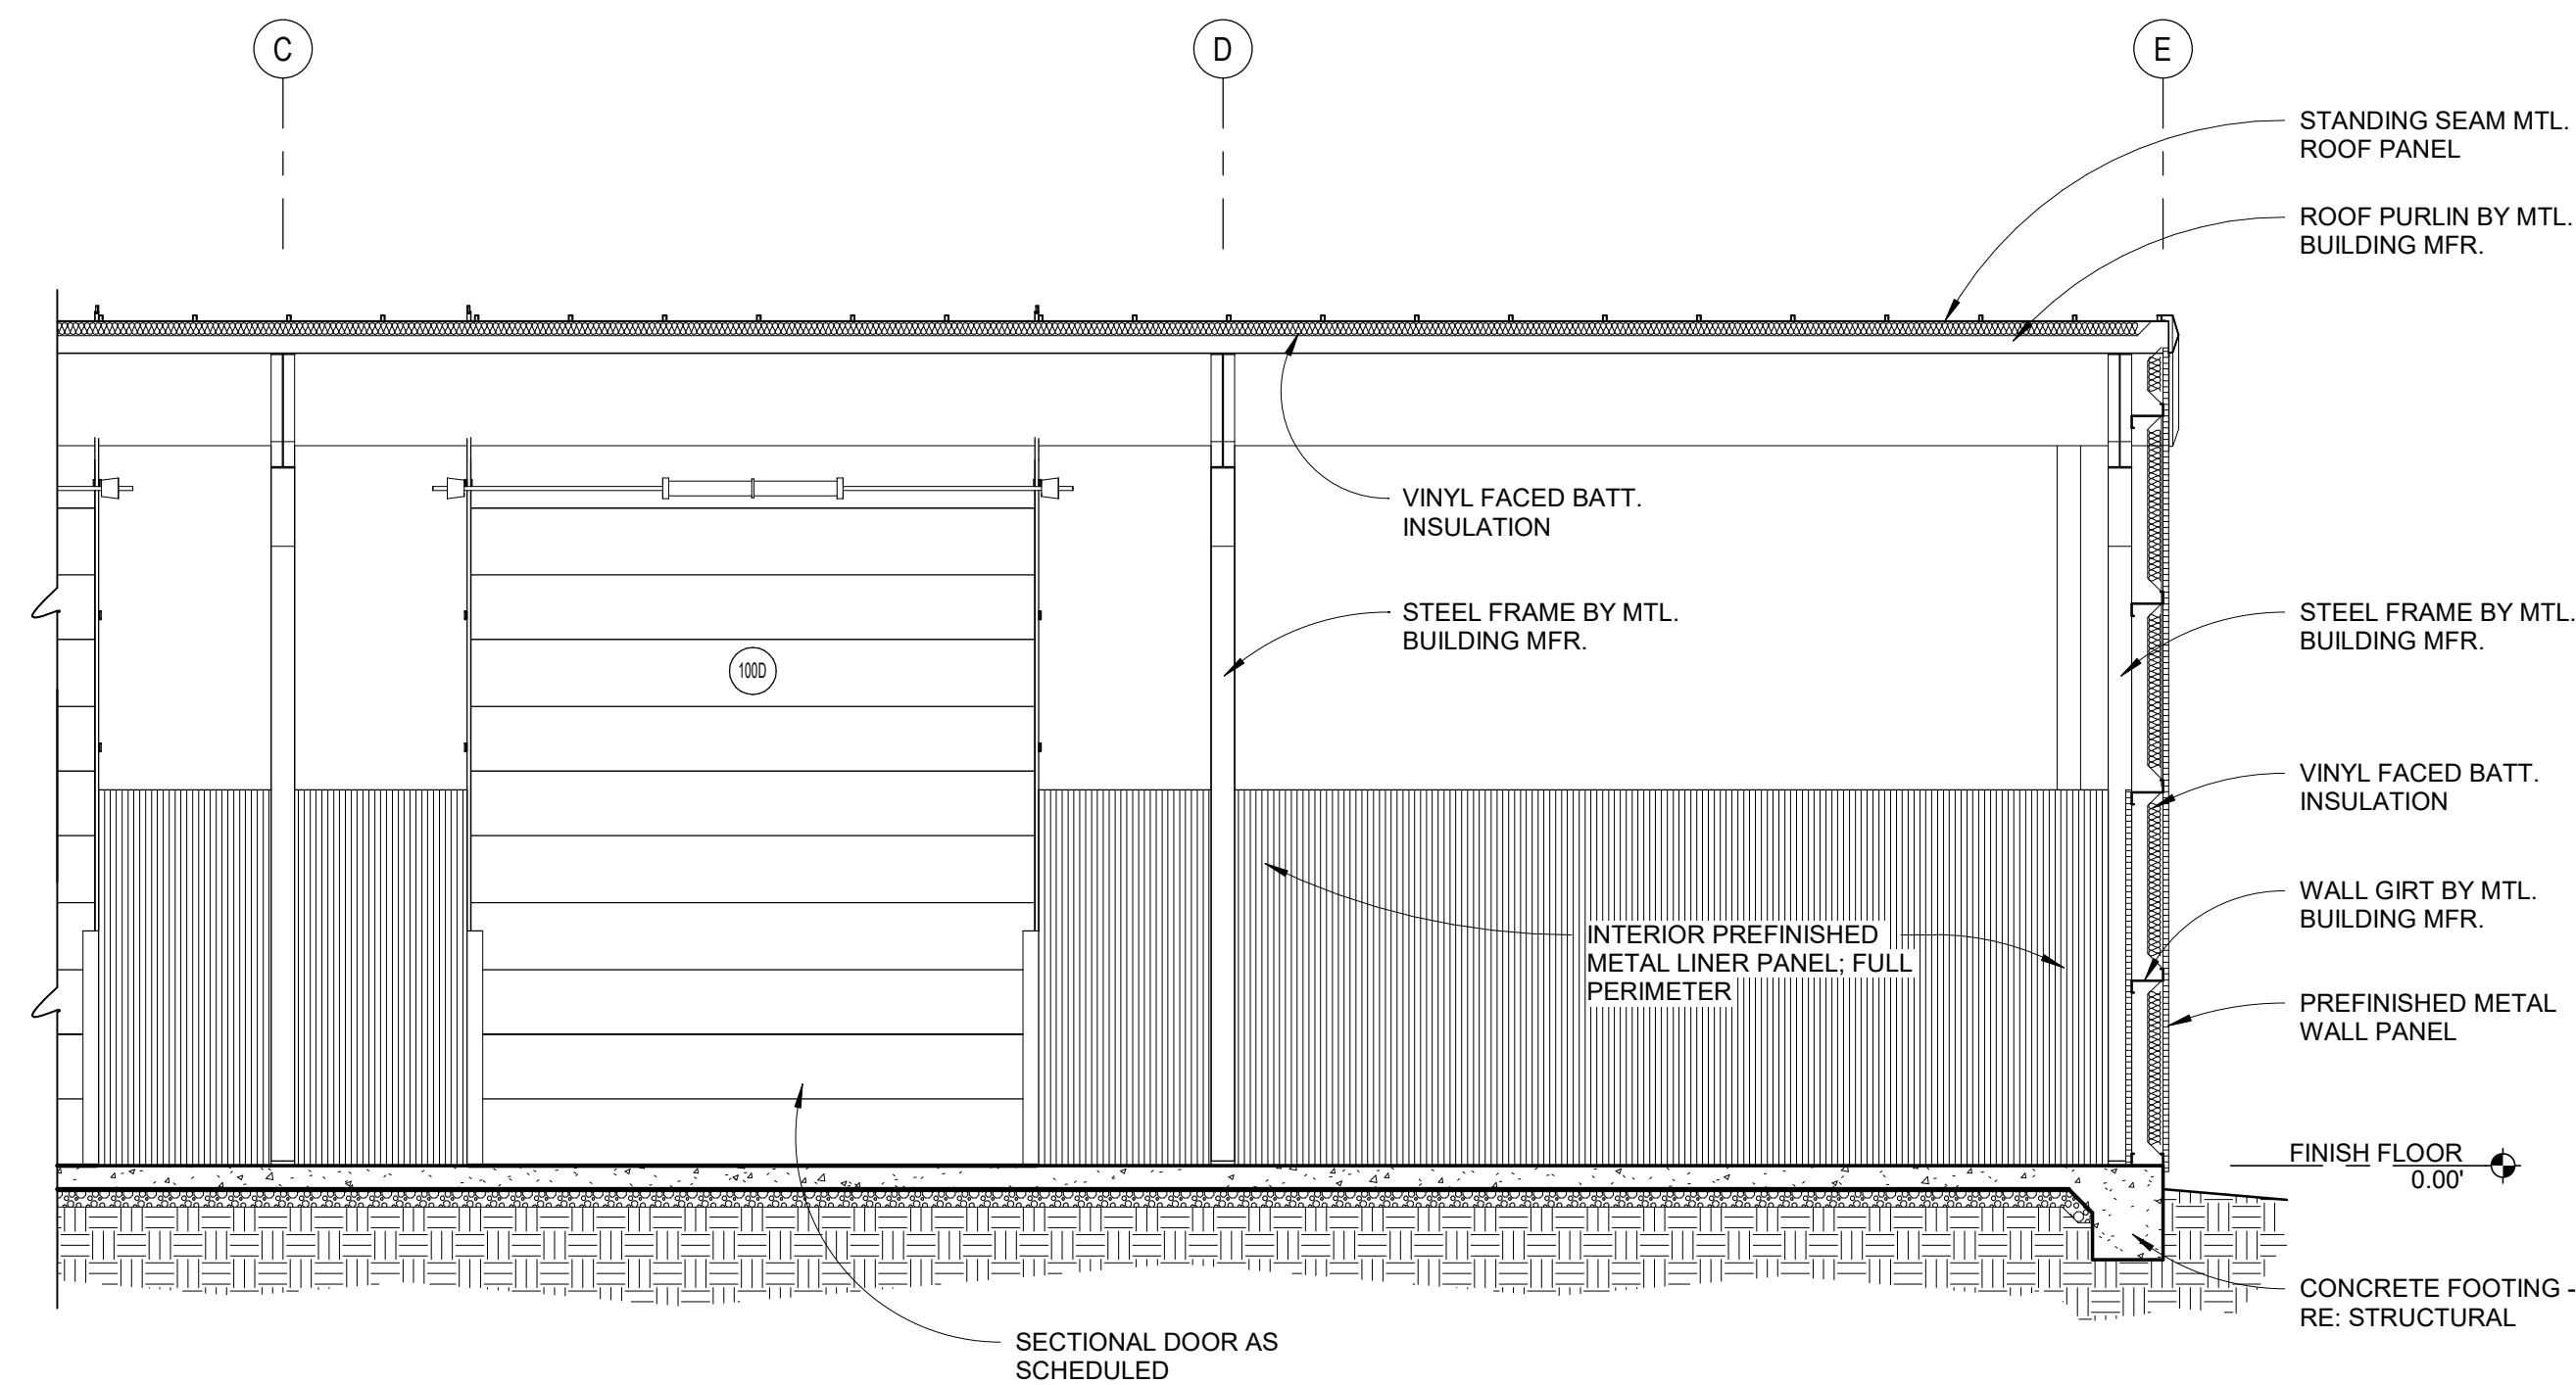 C
D
E
STANDING SEAM MTL.
ROOF PANEL
ROOF PURLIN BY MTL.
BUILDING MFR.
VINYL FACED BATT.
INSULATION
STEEL FRAME BY MTL.
BUILDING MFR.
STEEL FRAME BY MTL.
BUILDING MFR.
100D
VINYL FACED BATT.
INSULATION
WALL GIRT BY MTL.
BUILDING MFR.
INTERIOR PREFINISHED
METAL LINER PANEL; FULL
PERIMETER
PREFINISHED METAL
WALL PANEL
FINISH FLOOR
0.00'
CONCRETE FOOTING -
RE: STRUCTURAL
SECTIONAL DOOR AS
SCHEDULED